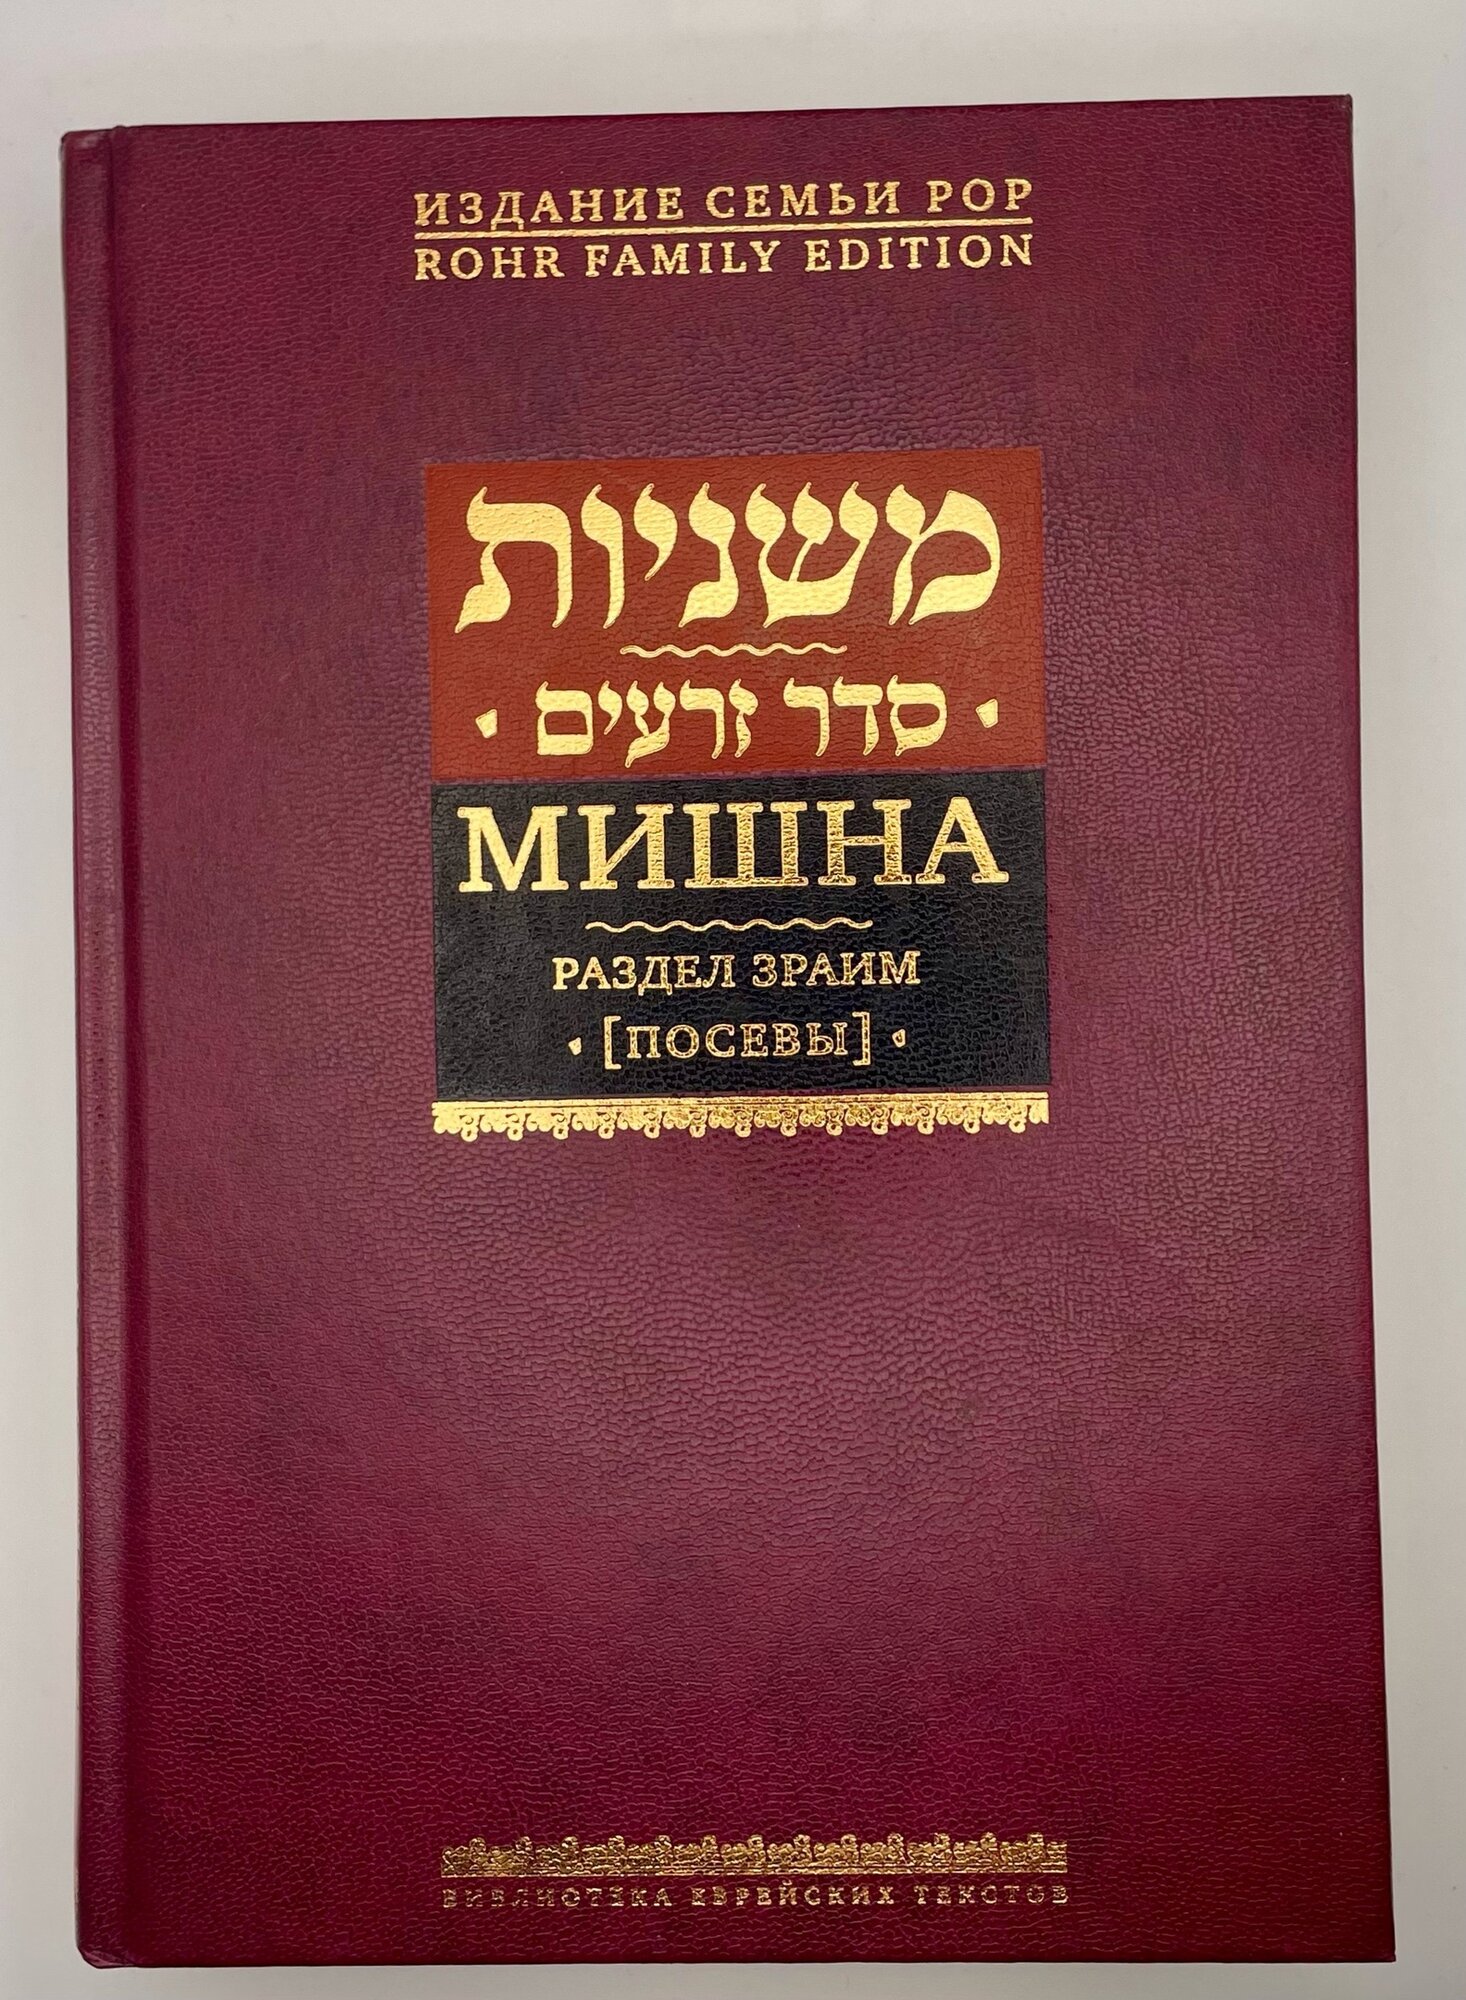 ИЗДАНИЕ СЕМЬИ РОР
ROHR FAMILY EDITION
משניות
סדר זרעים
МИШНА
РАЗДЕЛ ЗРАИМ
[ПОСЕВЫ]
БИБЛИОТЕКА ЕВРЕЙСКИХ ТЕКСТОВ